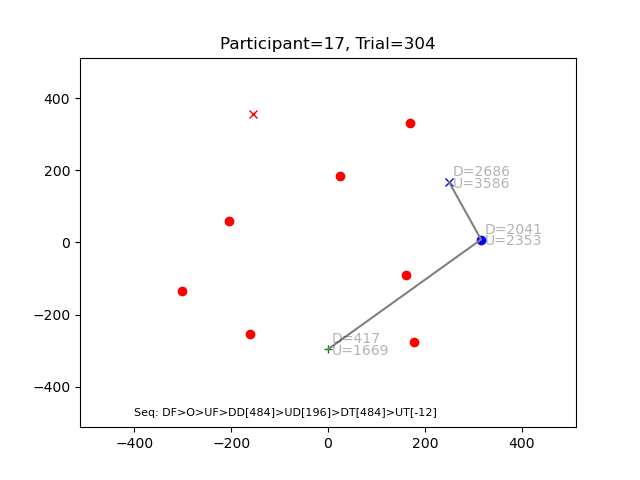 Participant=17, Trial=304
400
200
0
−200
−400
D=2686
U=3586
D=2041
U=2353
D=417
U=1669
Seq: DF>O>UF>DD[484]>UD[196]>DT[484]>UT[-12]
−400
−200
0
200
400